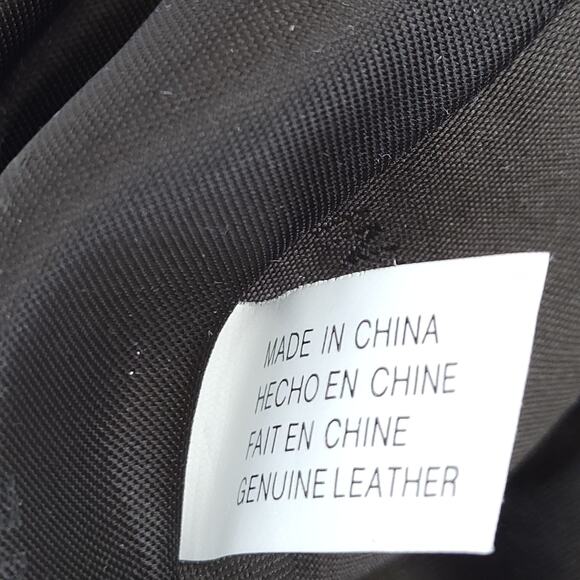 MADE IN CHINA
HECHO EN CHINE
FAIT EN CHINE
GENUINE LEATHER